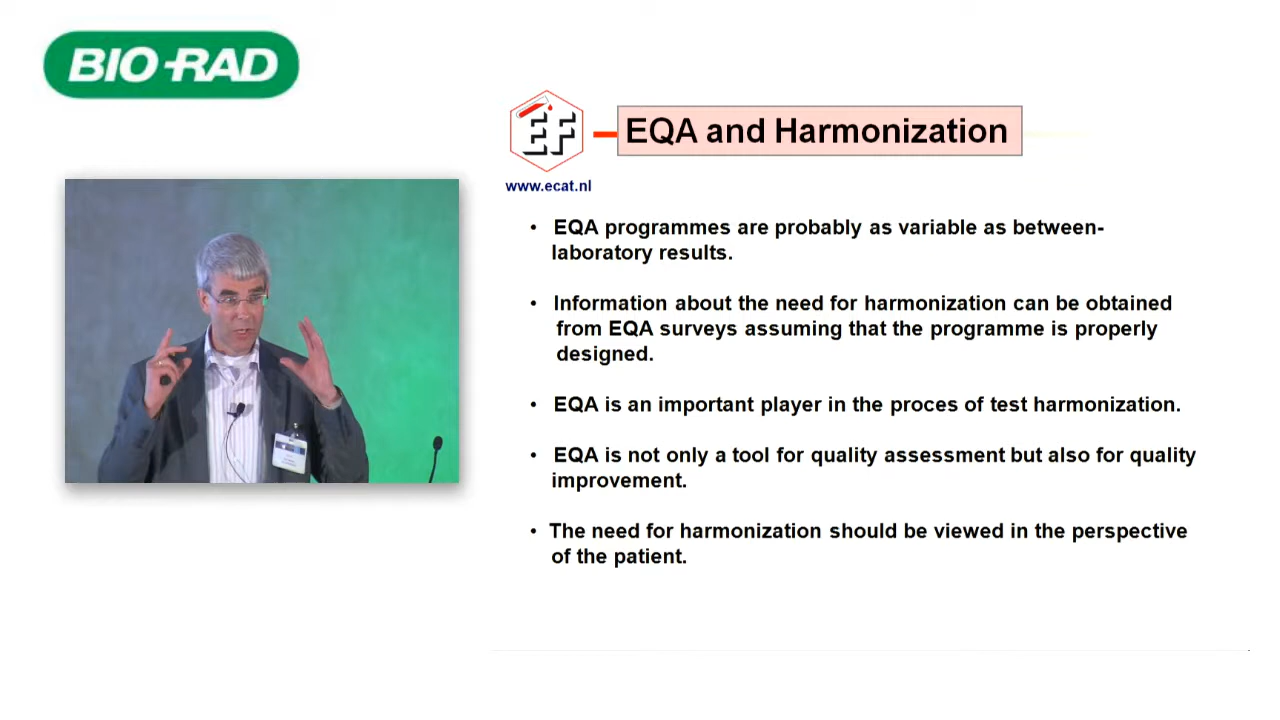 BIO-RAD
EF
EQA and Harmonization
www.ecat.nl
• EQA programmes are probably as variable as between-
laboratory results.
• Information about the need for harmonization can be obtained
from EQA surveys assuming that the programme is properly
designed.
• EQA is an important player in the proces of test harmonization.
• EQA is not only a tool for quality assessment but also for quality
improvement.
• The need for harmonization should be viewed in the perspective
of the patient.